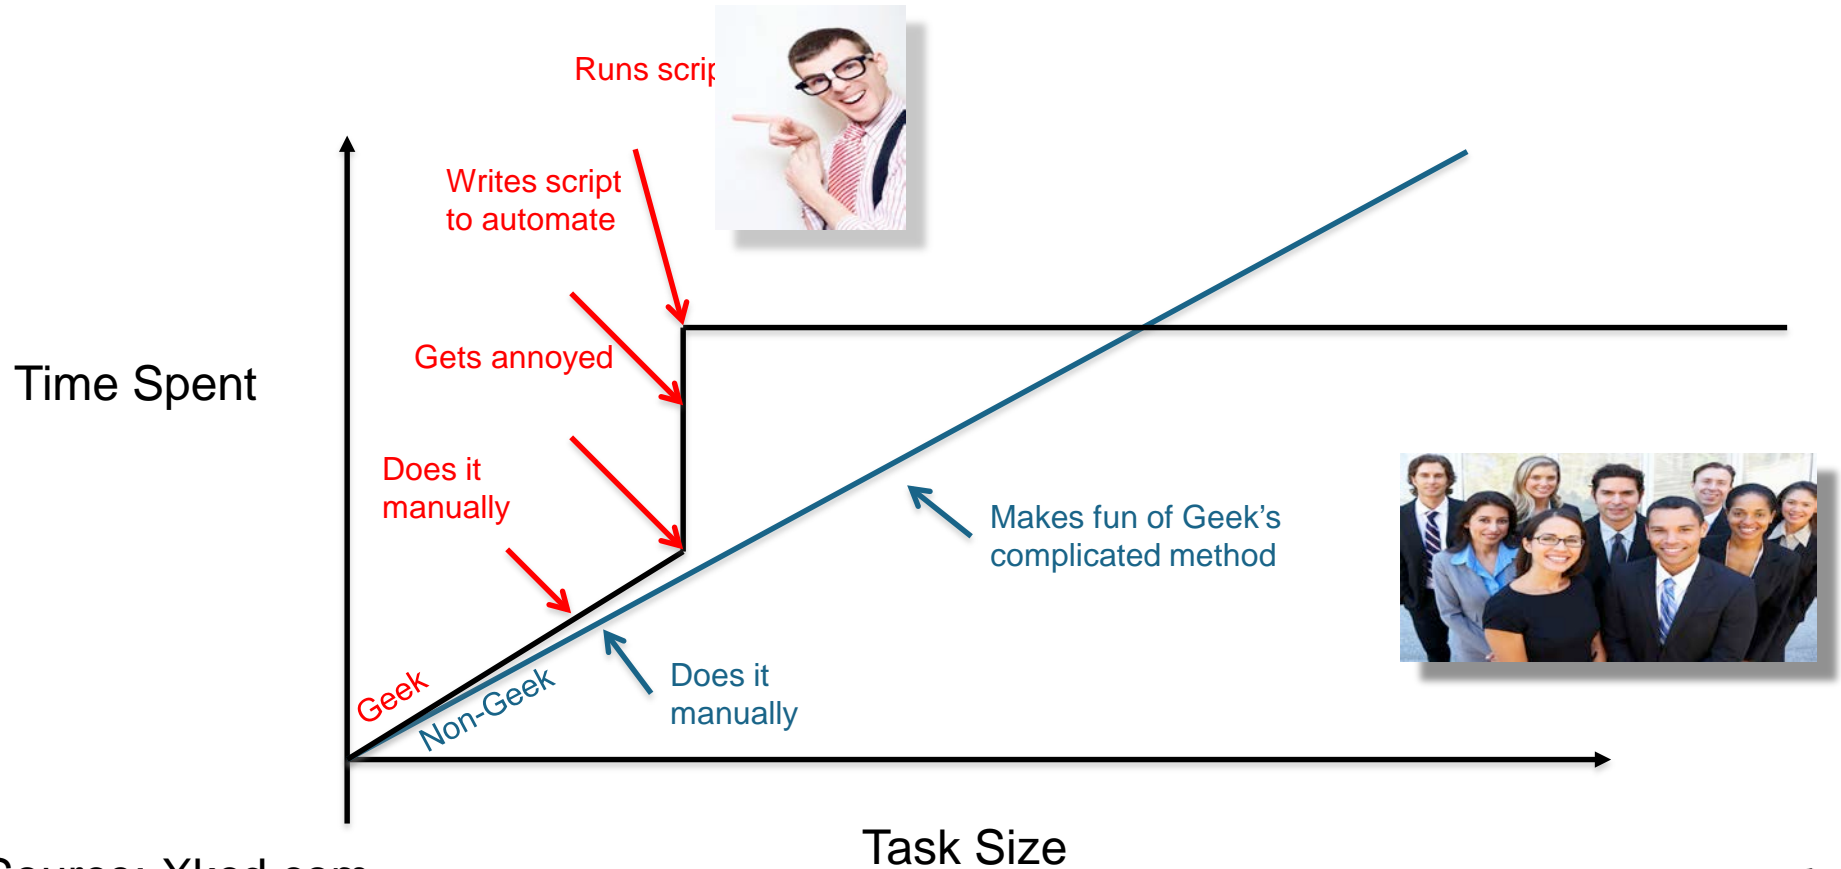 Runs
Writes script
to automate
Gets annoyed
Time Spent
Does it
manually
Makes fun of Geek's
complicated method
Geek
Non-Geek
Does it
manually
Task Size